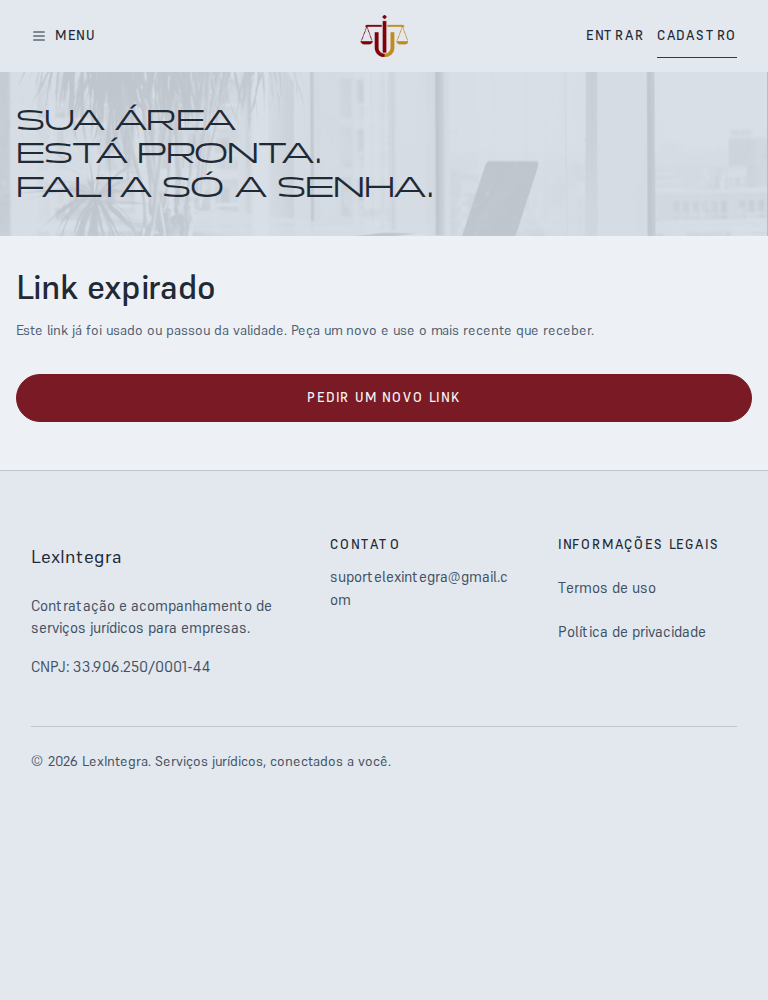 MENU
ENTRAR
CADASTRO
SUA ÁREA
ESTÁ PRONTA.
FALTA SÓ A SENHA.
Link expirado
Este link já foi usado ou passou da validade. Peça um novo e use o mais recente que receber.
PEDIR UM NOVO LINK
LexIntegra
Contratação e acompanhamento de
serviços jurídicos para empresas.
CNPJ: 33.906.250/0001-44
CONTATO
suportelexintegra@gmail.c
om
INFORMAÇÕES LEGAIS
Termos de uso
Política de privacidade
© 2026 LexIntegra. Serviços jurídicos, conectados a você.